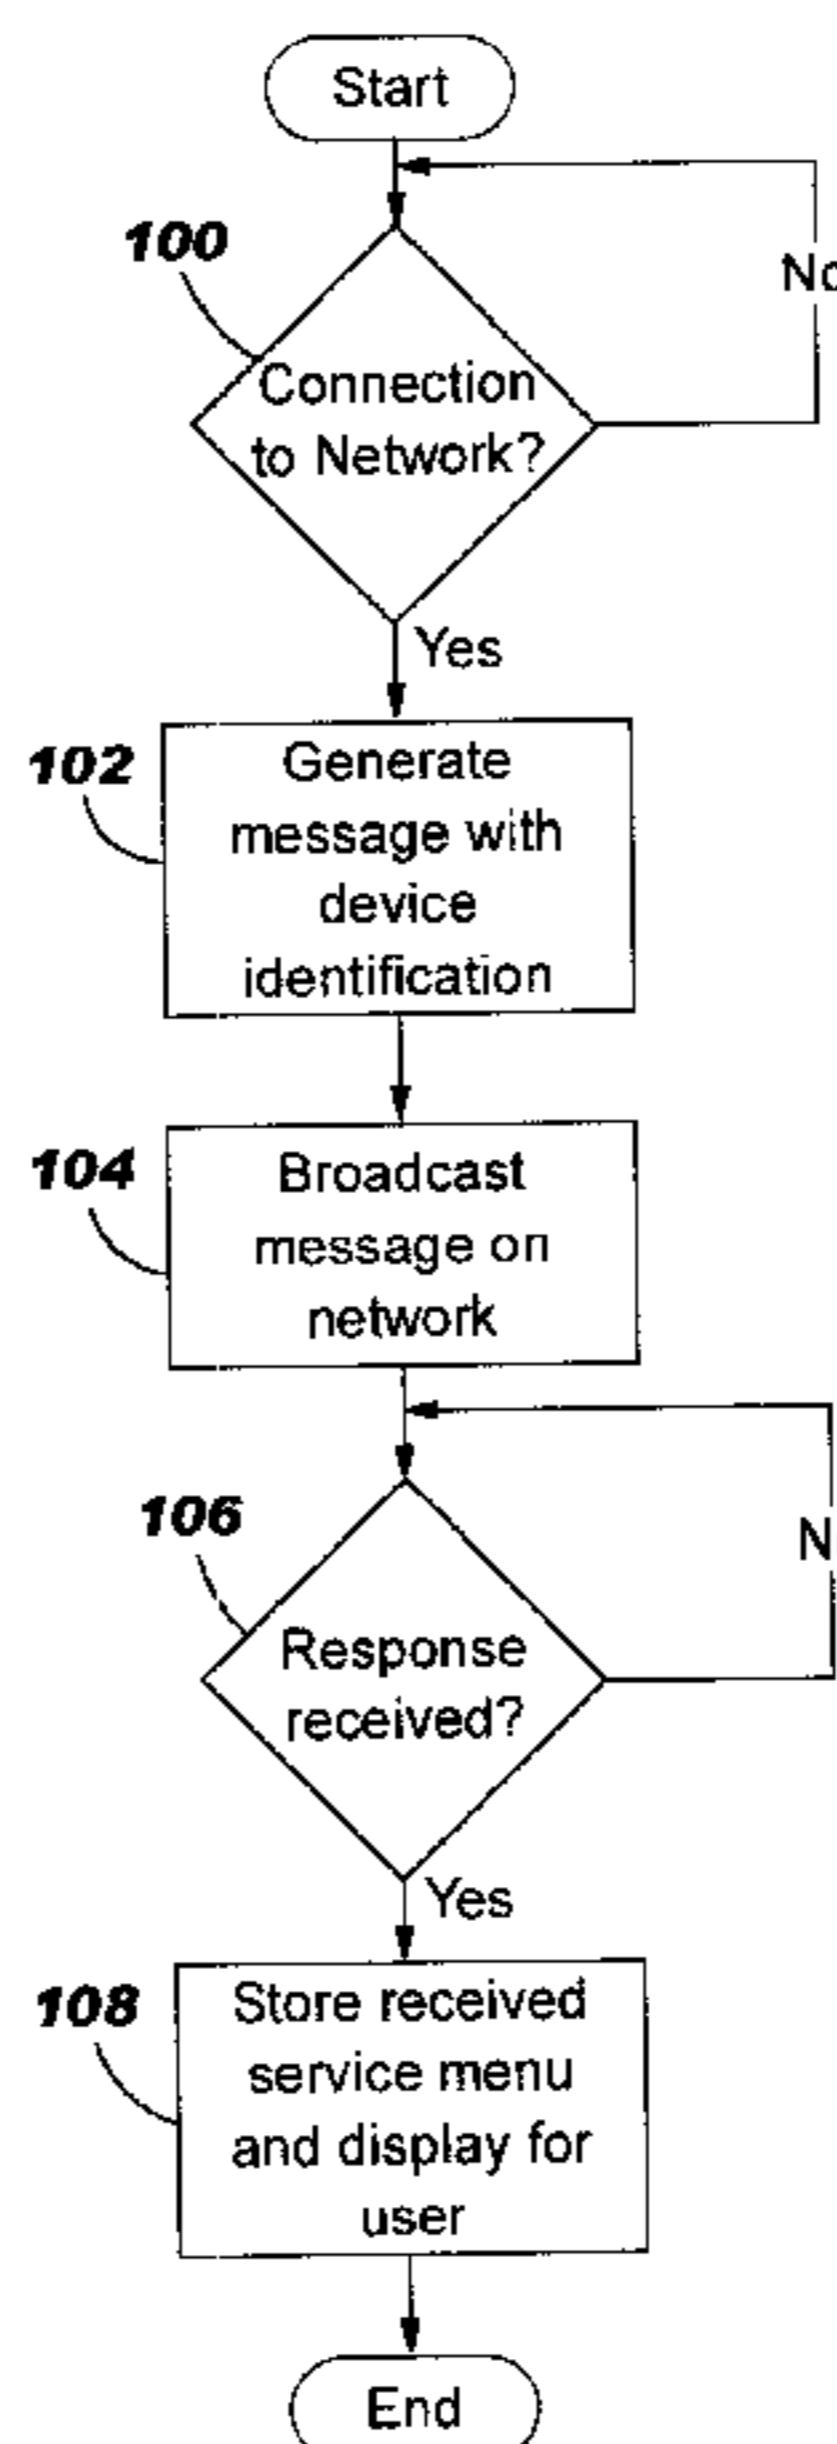 Start
100
No
Connection
to Network?
Yes
102
Generate
message with
device
identification
104
Broadcast
message on
network
106
N
Response
received?
Yes
108
Store received
service menu
and display for
user
End